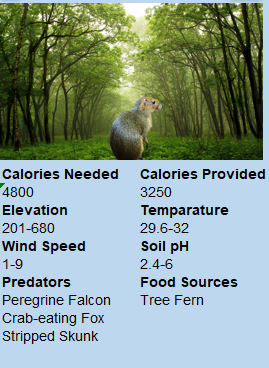 Calories Needed Calories Provided
4800 3250
Elevation Temparature
201-680 29.6-32
Wind Speed Soil pH
1-9 2.4-6
Predators Food Sources
Peregrine Falcon Tree Fern
Crab-eating Fox
Stripped Skunk